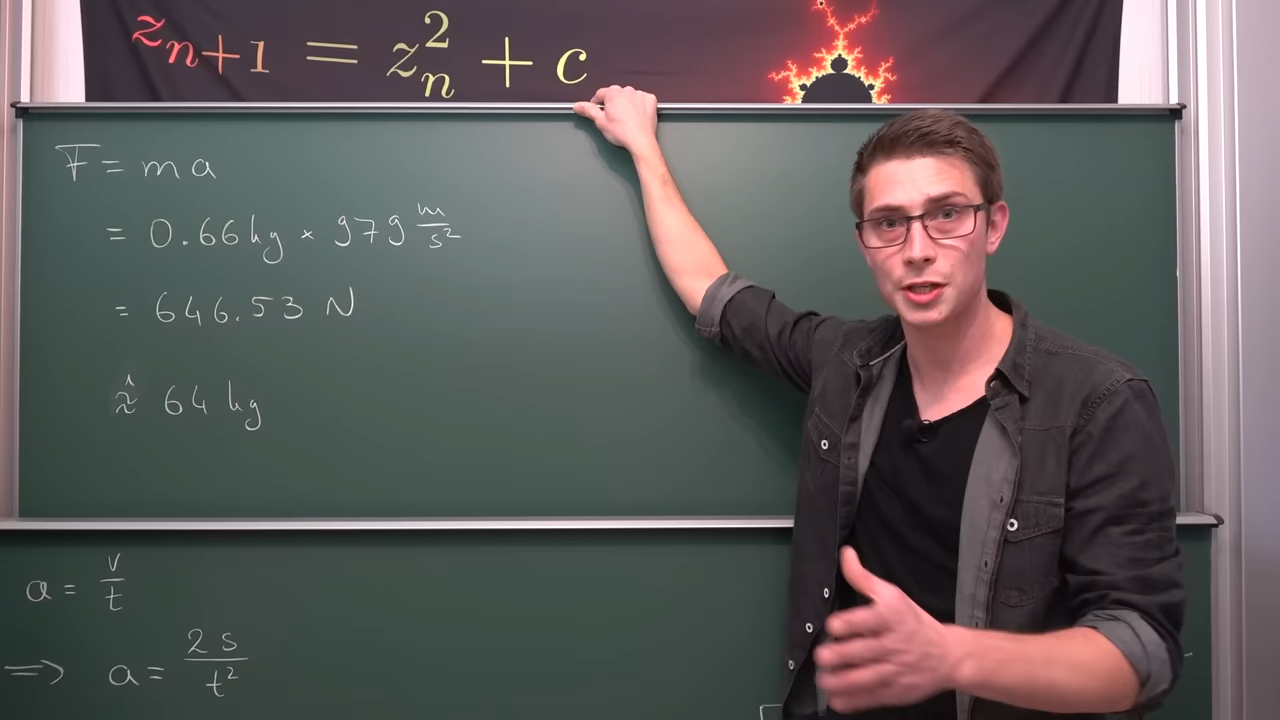 zₙ₊₁ = zₙ² + c
F = m a
= 0.66 kg × 979 m/s²
= 646.53 N
≈̂ 64 kg
a = v/t
⟹ a = 2 s/t²